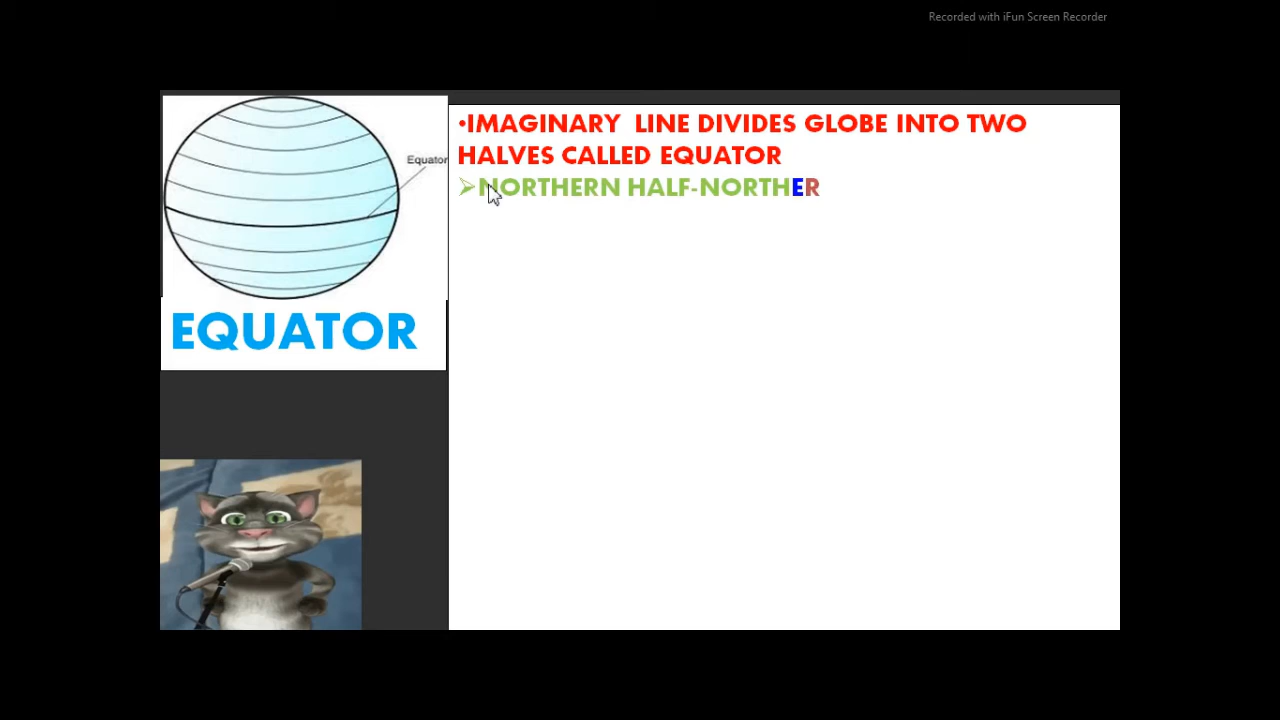 Recorded with iFun Screen Recorder
Equator
EQUATOR
•IMAGINARY LINE DIVIDES GLOBE INTO TWO
HALVES CALLED EQUATOR
➢NORTHERN HALF-NORTHER